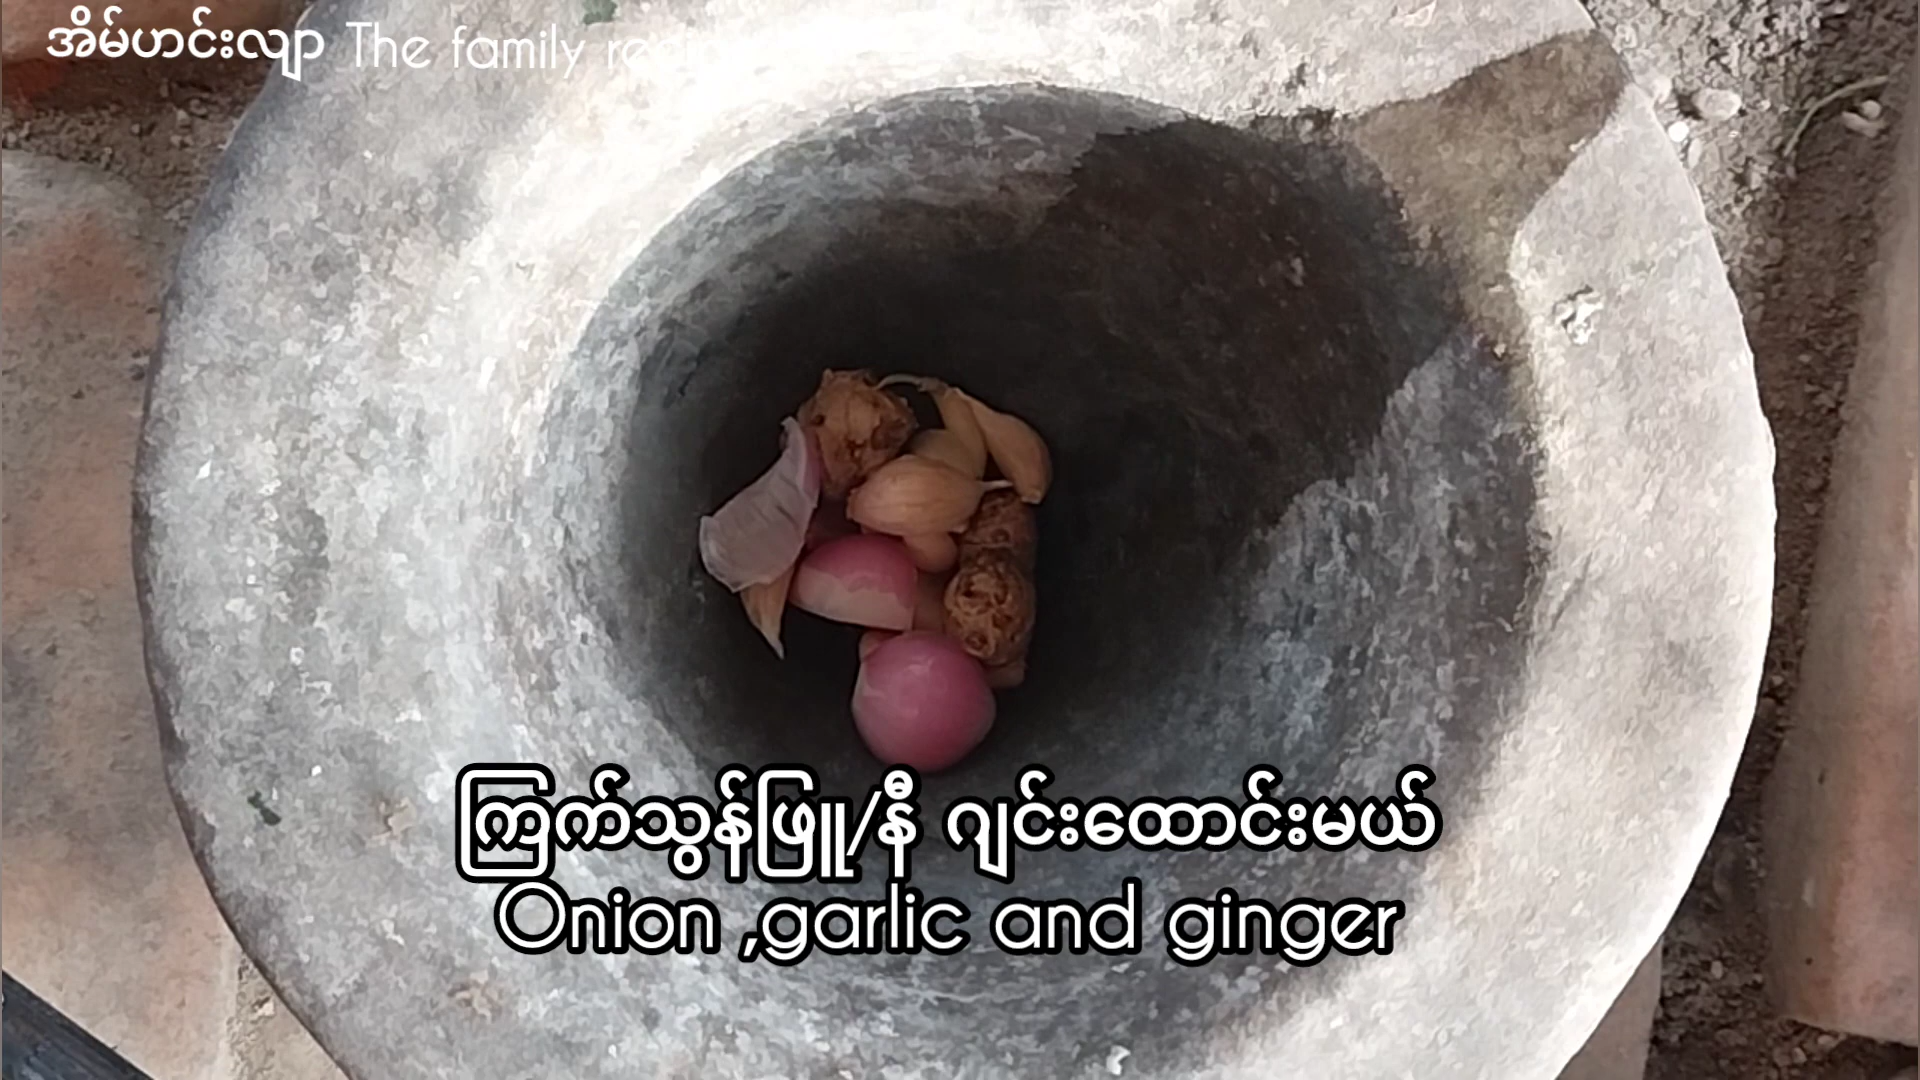 အိမ်ဟင်းလျာ The family
ကြက်သွန်ဖြူ/နီ ဂျင်းထောင်းမယ်
Onion ,garlic and ginger